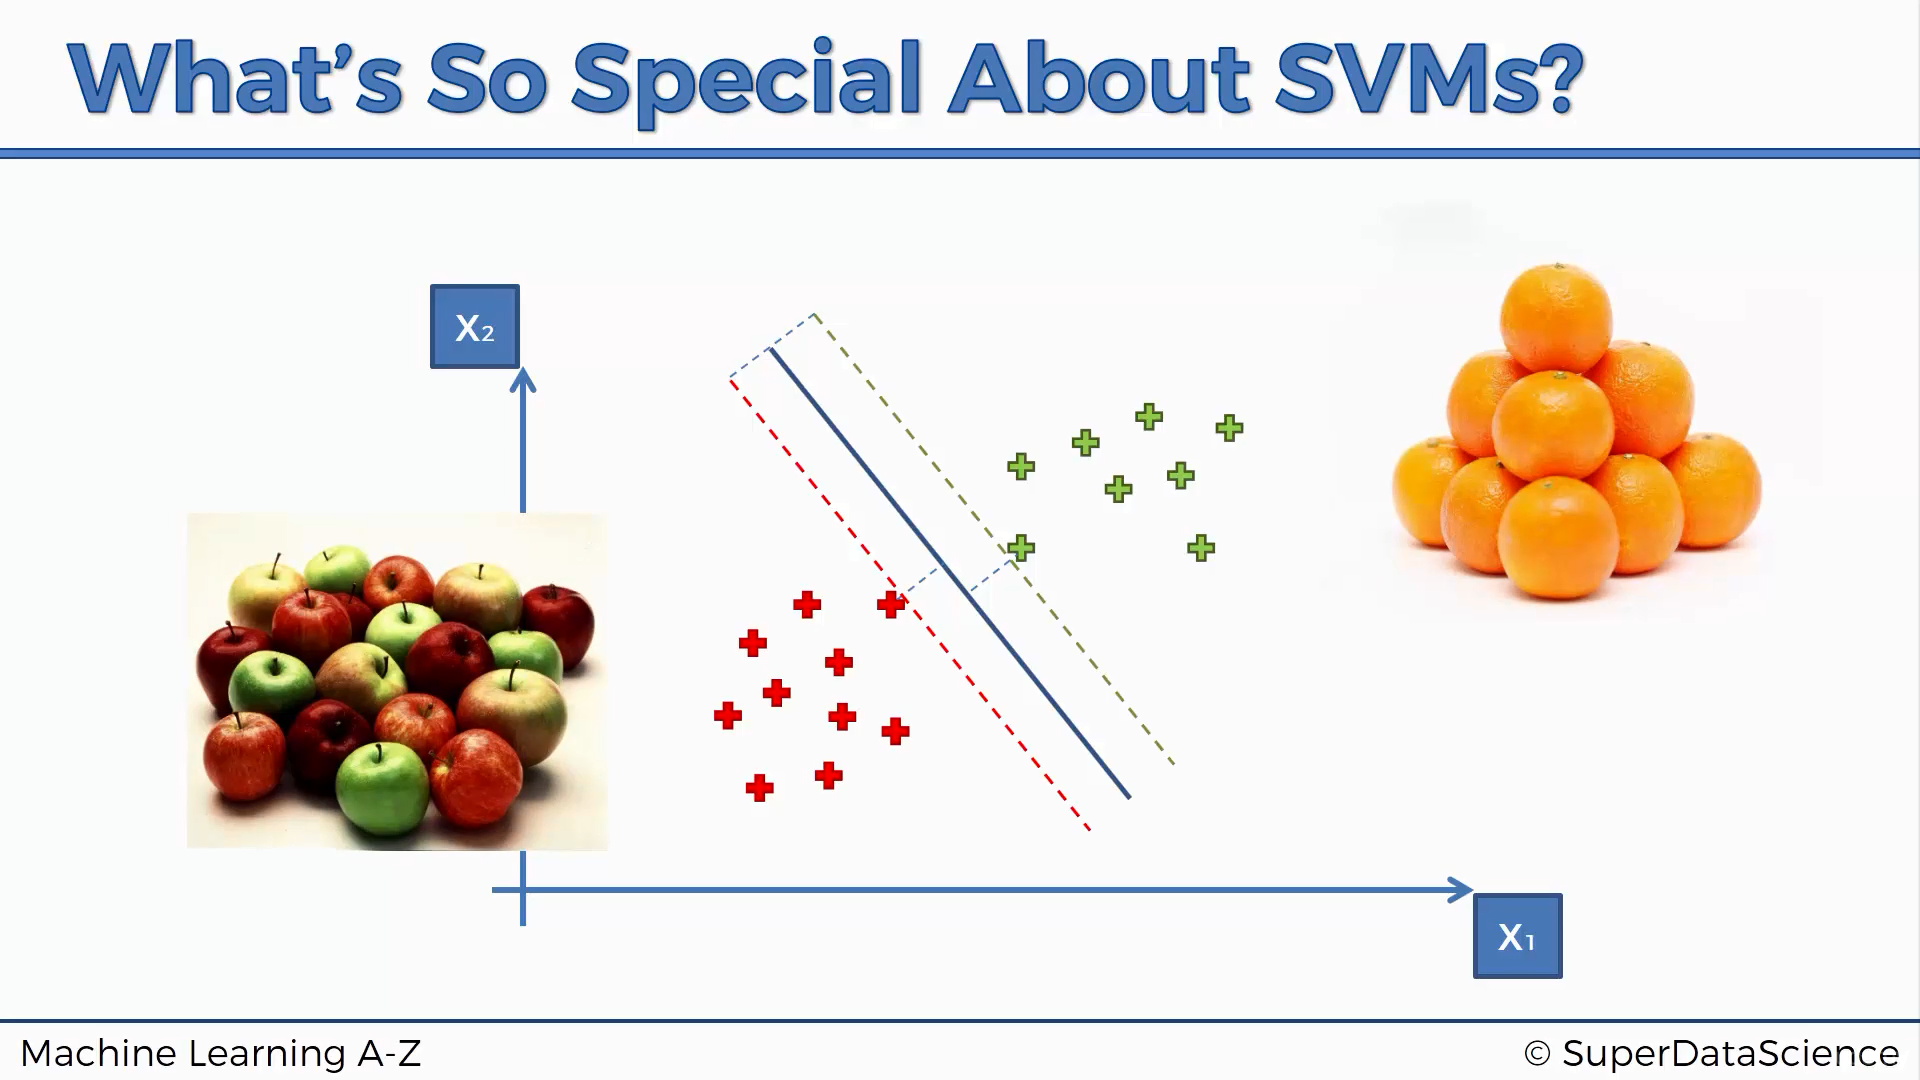 What's So Special About SVMs?
X2
X1
Machine Learning A-Z
© SuperDataScience